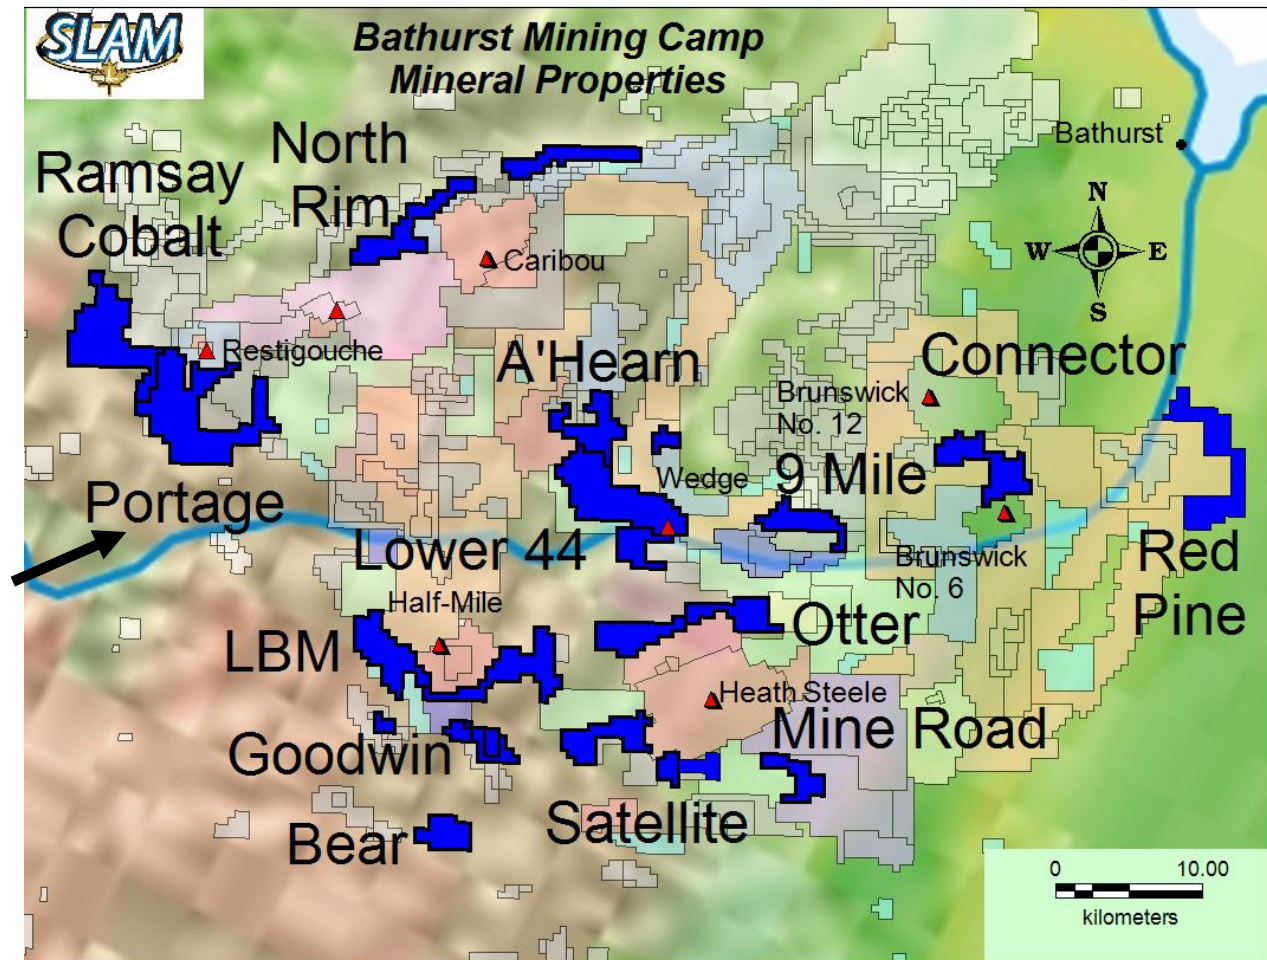 SLAM
Bathurst Mining Camp
Mineral Properties
Bathurst
North
Rim
Ramsay
Cobalt
N
W
E
S
Caribou
Restigouche
A'Hearn
Connector
Brunswick
No. 12
Wedge
9 Mile
Portage
Lower 44
Brunswick
No. 6
Red
Pine
Half-Mile
LBM
Otter
Heath Steele
Mine Road
Goodwin
Satellite
Bear
0
10.00
kilometers